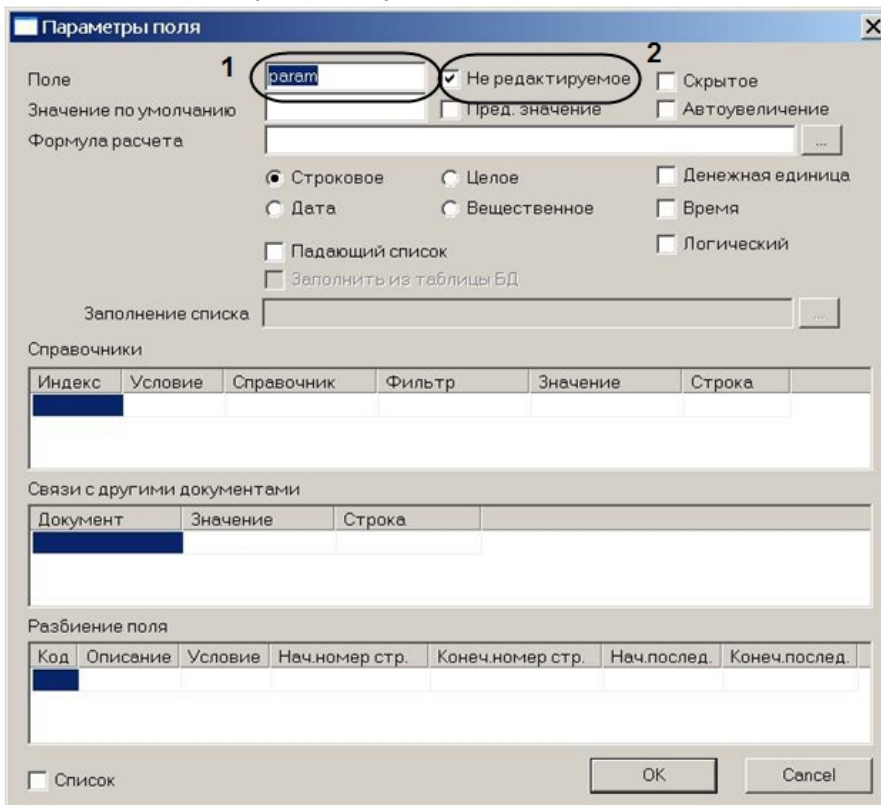 Параметры поля
1
2
Поле param Не редактируемое Скрытое
Значение по умолчанию Пред. значение Автоувеличение
Формула расчета ...
Строковое Целое Денежная единица
Дата Вещественное Время
Падающий список Логический
Заполнить из таблицы БД
Заполнение списка ...
Справочники
Индекс Условие Справочник Фильтр Значение Строка
Связи с другими документами
Документ Значение Строка
Разбиение поля
Код Описание Условие Нач.номер стр. Конеч.номер стр. Нач.послед. Конеч.послед.
Список OK Cancel